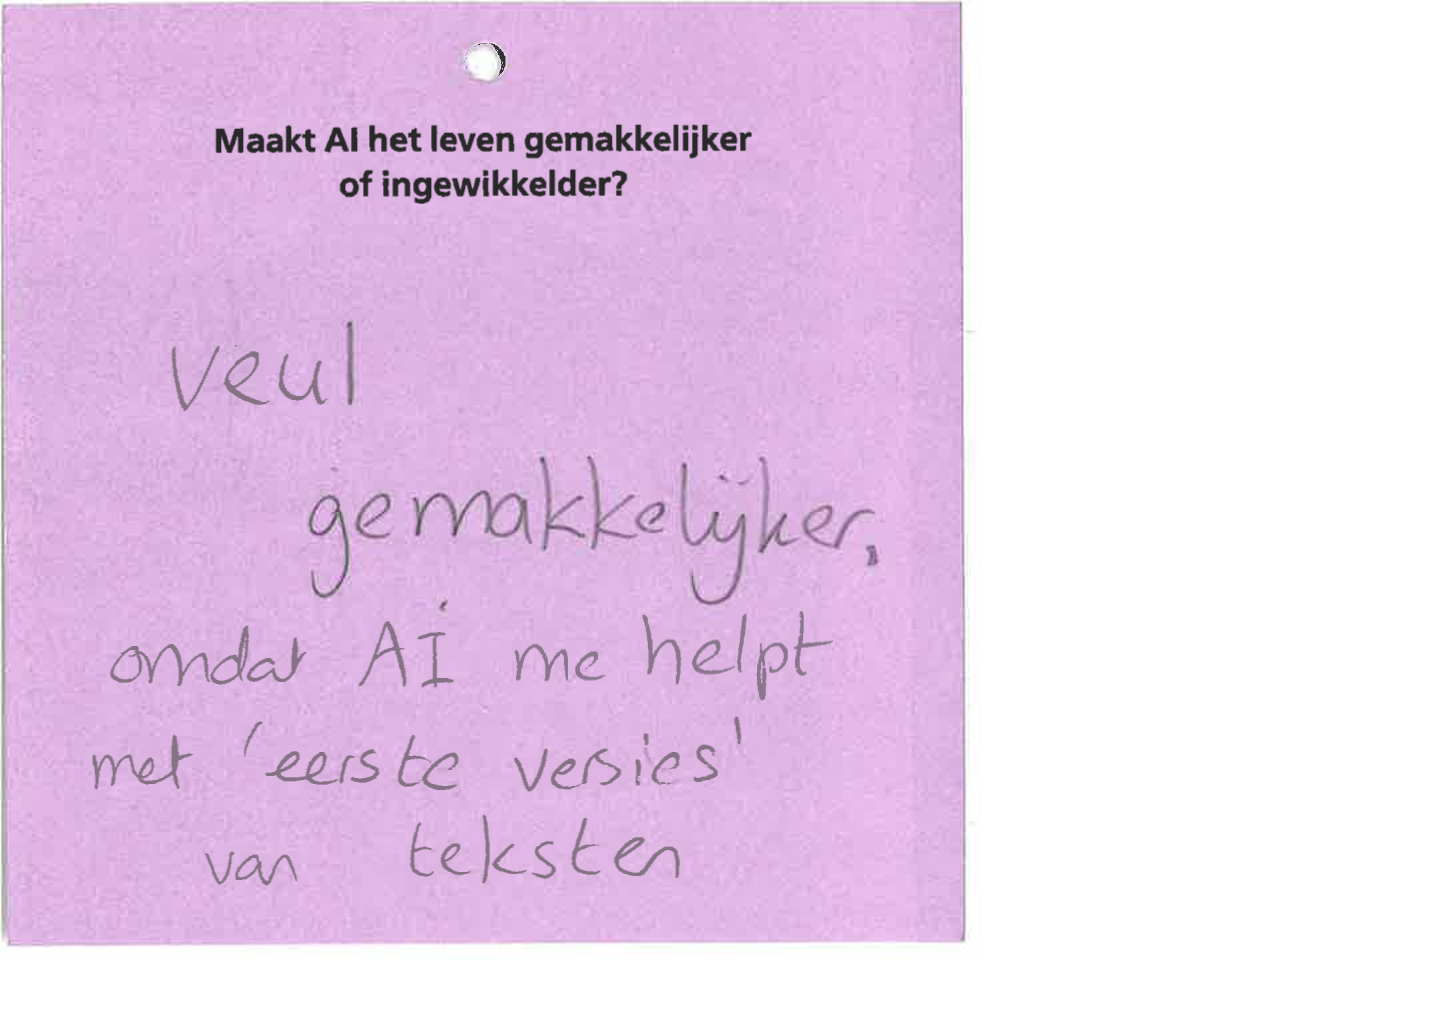 Maakt AI het leven gemakkelijker
of ingewikkelder?
veul
gemakkelijker,
omdat AI me helpt
met 'eerste versies'
van teksten